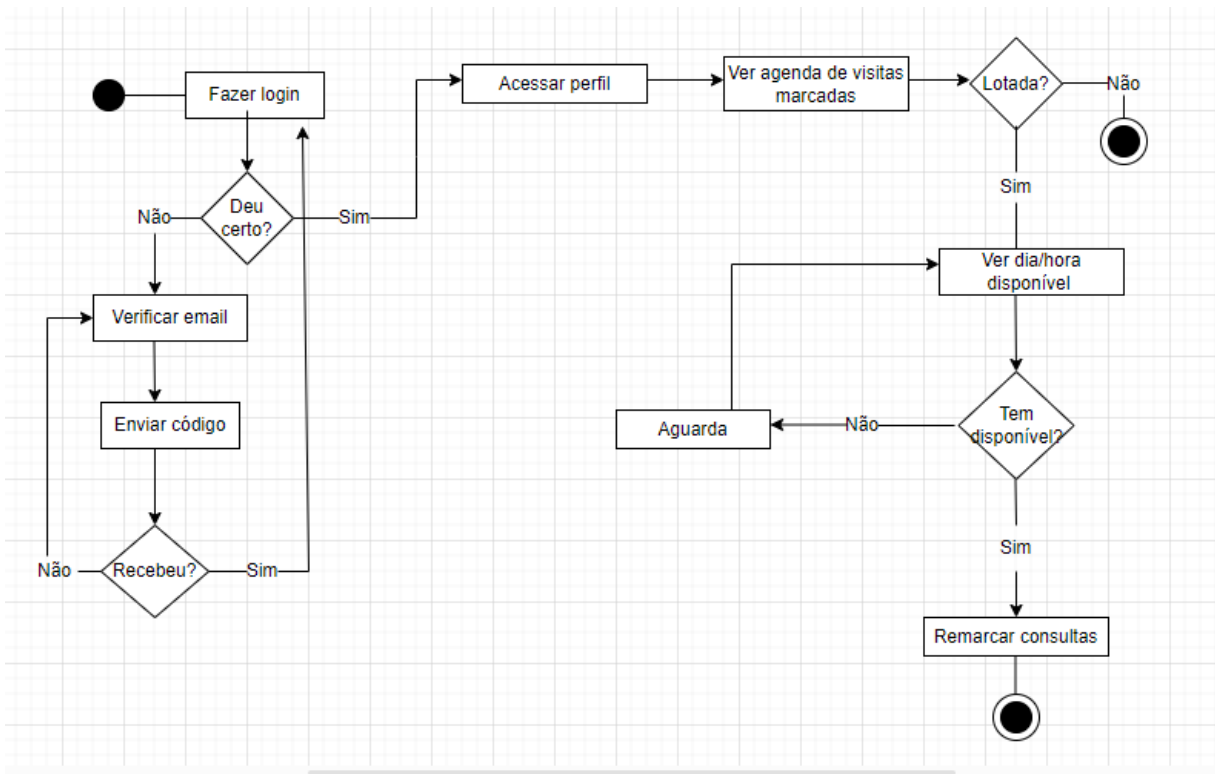 Fazer login
Acessar perfil
Ver agenda de visitas
marcadas
Lotada?
Não
Deu
certo?
Não
Sim
Sim
Ver dia/hora
disponível
Verificar email
Enviar código
Aguarda
Não
Tem
disponível?
Recebeu?
Não
Sim
Sim
Remarcar consultas